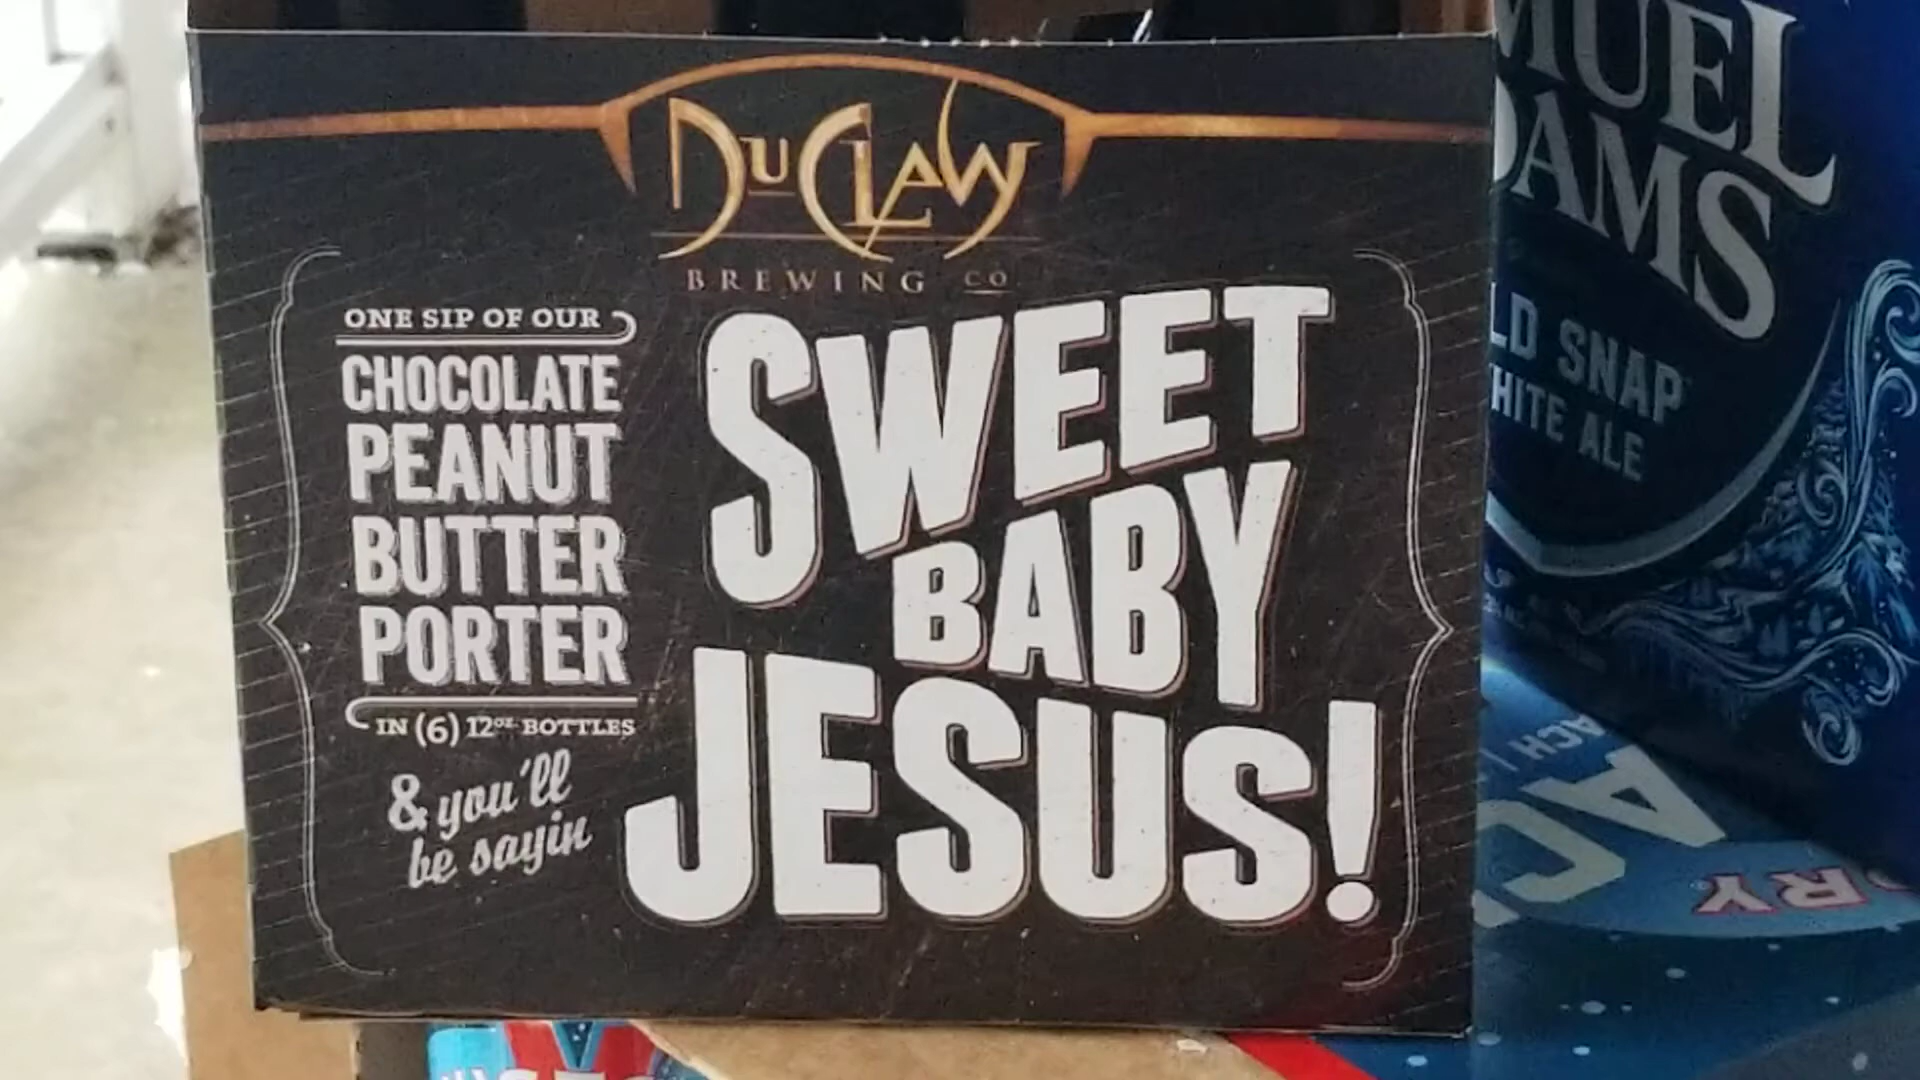 DUCLAW
BREWING CO
ONE SIP OF OUR
CHOCOLATE
PEANUT
BUTTER
PORTER
IN (6) 12oz. BOTTLES
& you'll
be sayin
SWEET
BABY
JESUS!
MUEL
DAMS
LD SNAP
HITE ALE